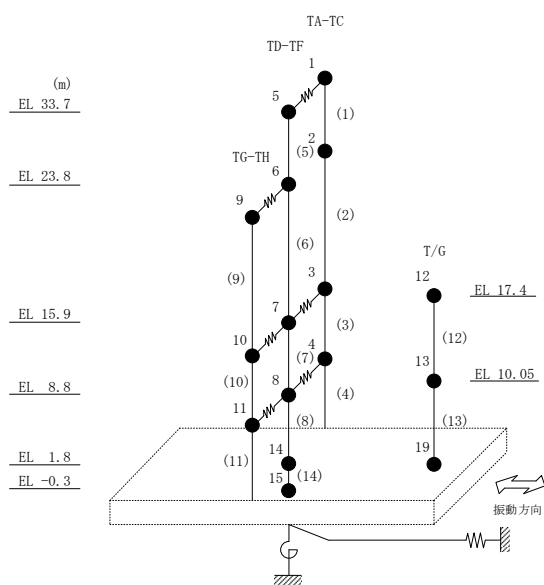 TA-TC
TD-TF
(m)
1
EL 33.7
5
(1)
2
(5)
TG-TH
EL 23.8
6
9
(2)
T/G
(6)
(9)
3
12
EL 17.4
EL 15.9
7
(3)
(12)
10
(7)
4
13
EL 10.05
EL 8.8
(10)
8
(4)
11
(8)
(13)
14
19
EL 1.8
(11)
(14)
15
EL -0.3
振動方向